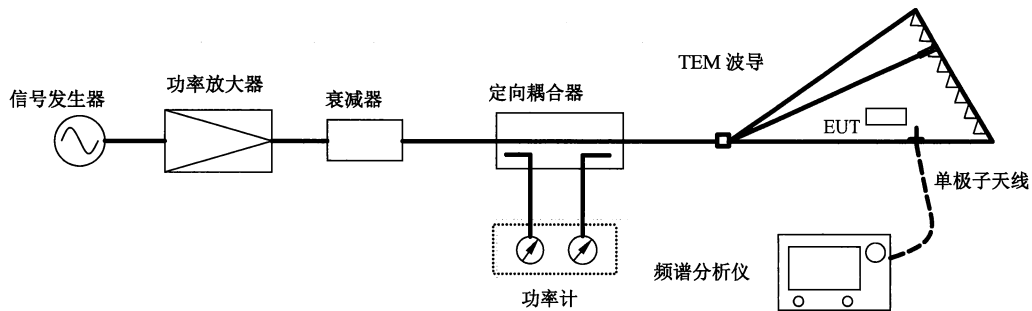 信号发生器
功率放大器
衰减器
定向耦合器
TEM 波导
EUT
单极子天线
功率计
频谱分析仪